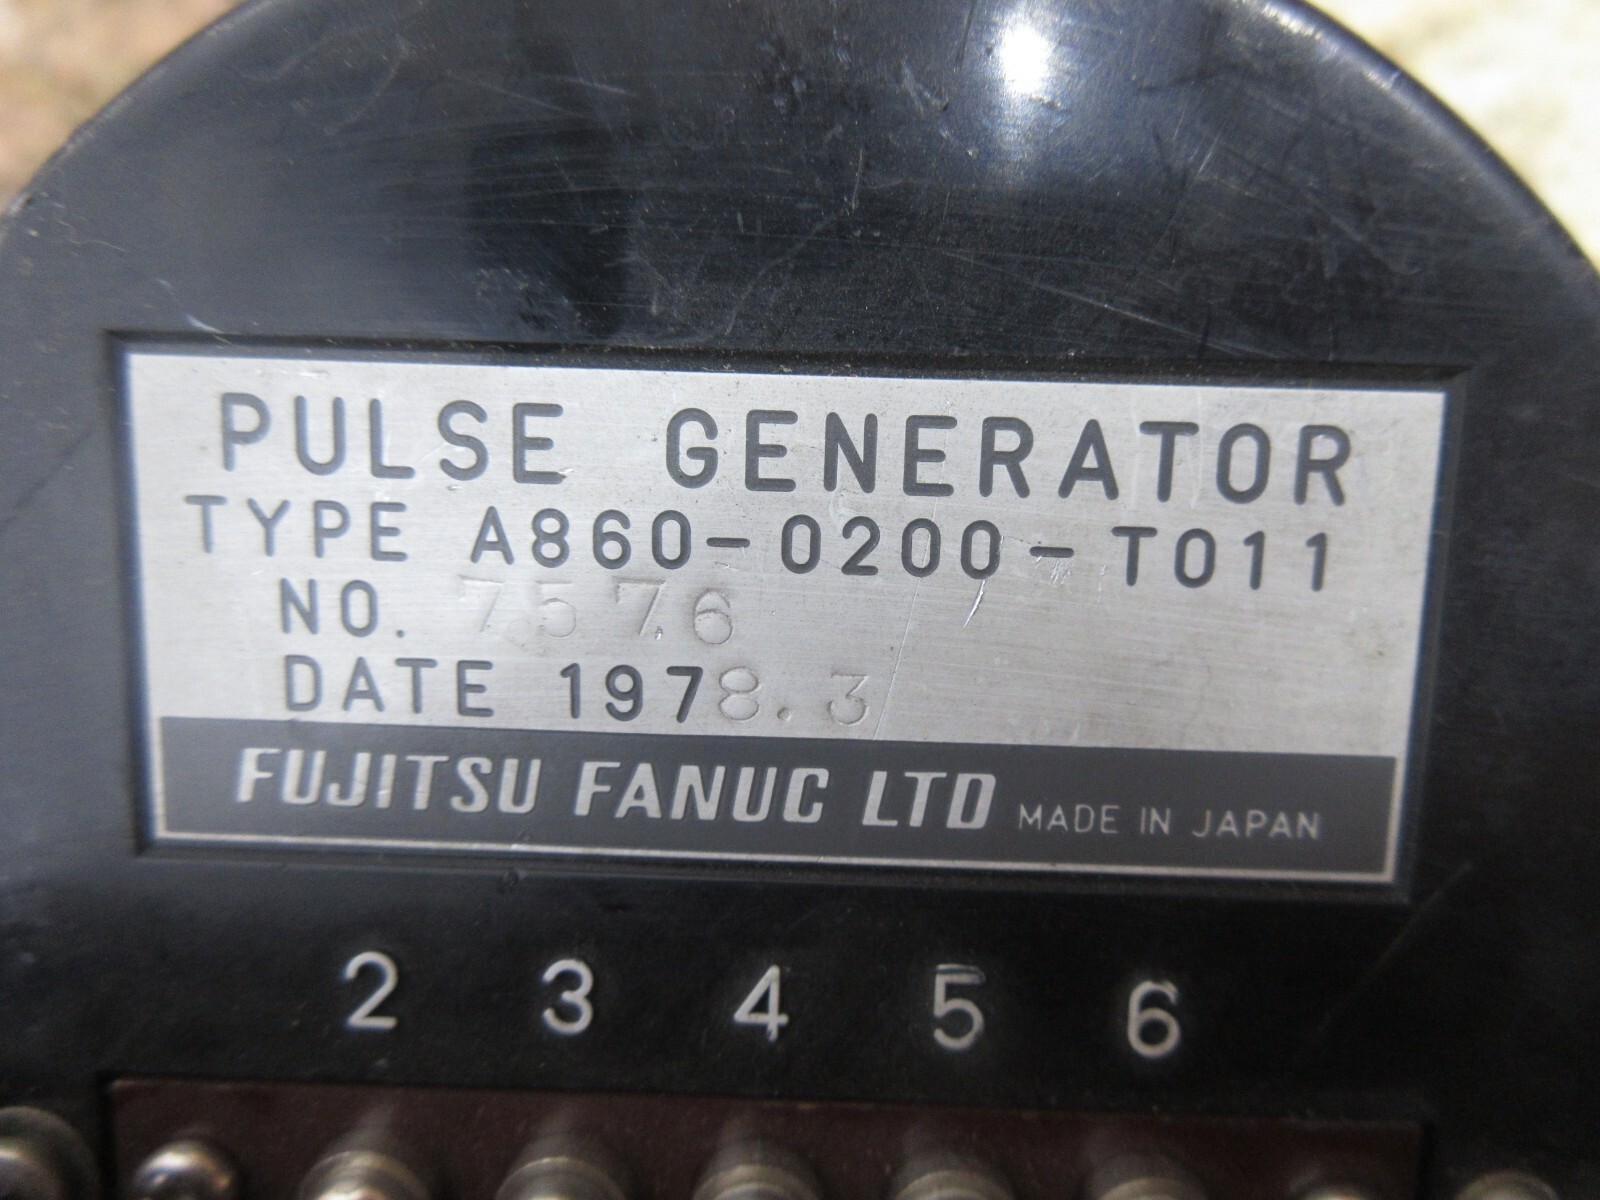 PULSE GENERATOR
TYPE A860-0200-T011
NO. 7576
DATE 1978.3
FUJITSU FANUC LTD MADE IN JAPAN
2 3 4 5 6